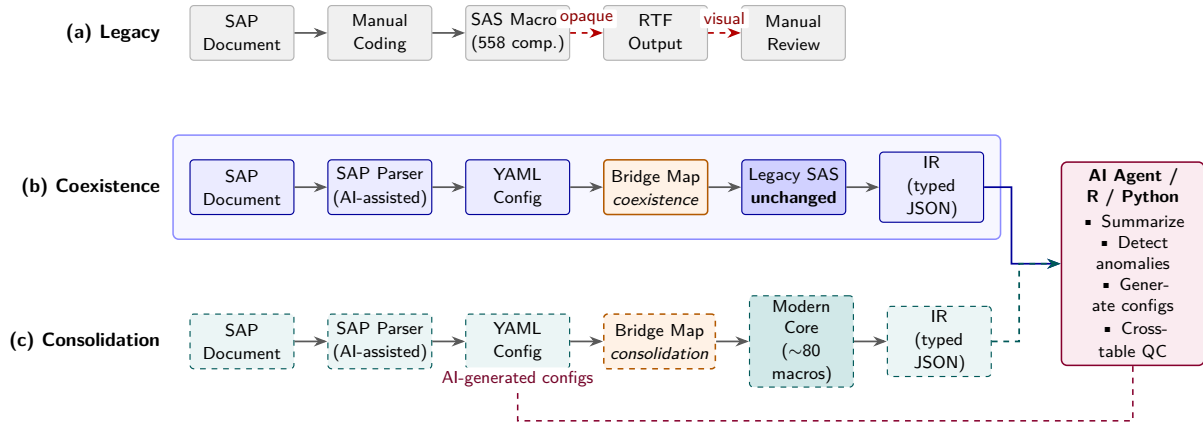 (a) Legacy
SAP
Document
Manual
Coding
SAS Macro
(558 comp.)
opaque
RTF
Output
visual
Manual
Review
(b) Coexistence
SAP
Document
SAP Parser
(AI-assisted)
YAML
Config
Bridge Map
coexistence
Legacy SAS
unchanged
IR
(typed
JSON)
AI Agent /
R / Python
▪ Summarize
▪ Detect
anomalies
▪ Gener-
ate configs
▪ Cross-
table QC
(c) Consolidation
SAP
Document
SAP Parser
(AI-assisted)
YAML
Config
AI-generated configs
Bridge Map
consolidation
Modern
Core
(~80
macros)
IR
(typed
JSON)